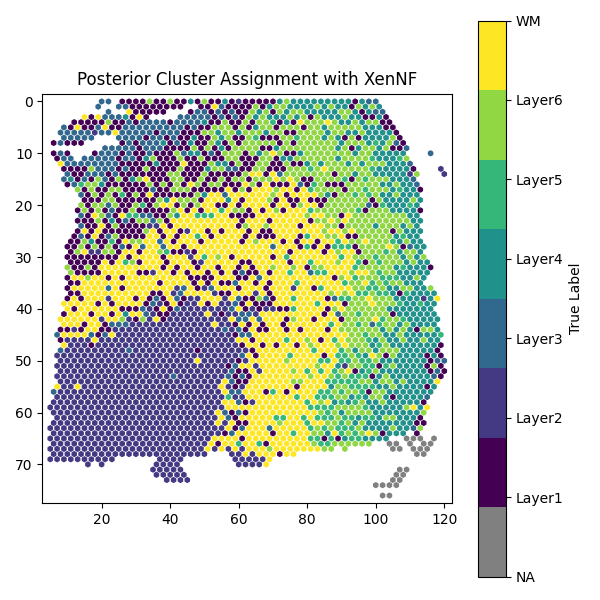 Posterior Cluster Assignment with XenNF
0
10
20
30
40
50
60
70
20
40
60
80
100
120
WM
Layer6
Layer5
Layer4
Layer3
Layer2
Layer1
NA
True Label